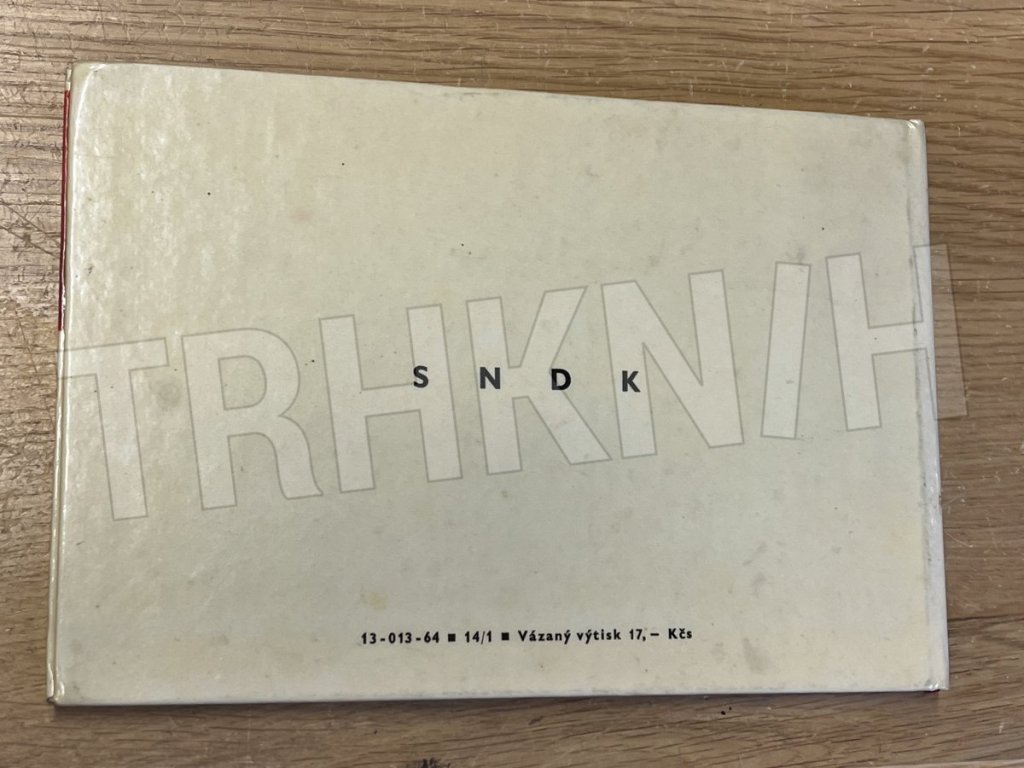 TRHKNIH
S N D K
13-013-64 ■ 14/1 ■ Vázaný výtisk 17,— Kčs